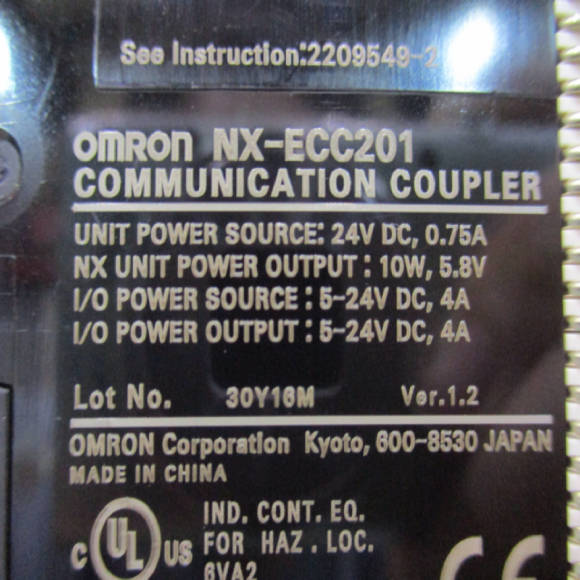 See Instruction:2209549-2
OMRON NX-ECC201
COMMUNICATION COUPLER
UNIT POWER SOURCE: 24V DC, 0.75A
NX UNIT POWER OUTPUT : 10W, 5.8V
I/O POWER SOURCE : 5-24V DC, 4A
I/O POWER OUTPUT : 5-24V DC, 4A
Lot No. 30Y16M Ver.1.2
OMRON Corporation Kyoto, 600-8530 JAPAN
MADE IN CHINA
IND. CONT. EQ.
c UL US FOR HAZ . LOC.
6VA2
CE